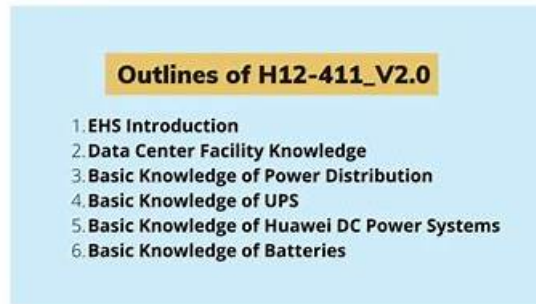 Outlines of H12-411_V2.0
1. EHS Introduction
2. Data Center Facility Knowledge
3. Basic Knowledge of Power Distribution
4. Basic Knowledge of UPS
5. Basic Knowledge of Huawei DC Power Systems
6. Basic Knowledge of Batteries